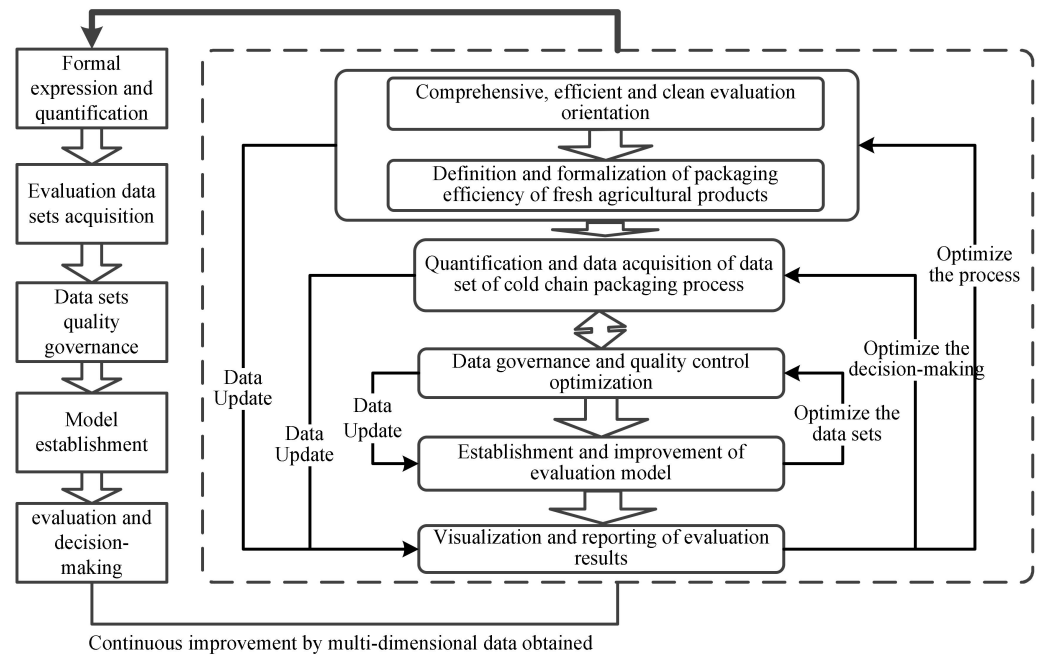 Formal
expression and
quantification
Evaluation data
sets acquisition
Data sets
quality
governance
Model
establishment
evaluation and
decision-
making
Comprehensive, efficient and clean evaluation
orientation
Definition and formalization of packaging
efficiency of fresh agricultural products
Quantification and data acquisition of data
set of cold chain packaging process
Data governance and quality control
optimization
Establishment and improvement of
evaluation model
Visualization and reporting of evaluation
results
Data
Update
Data
Update
Data
Update
Optimize the
data sets
Optimize the
decision-making
Optimize
the process
Continuous improvement by multi-dimensional data obtained